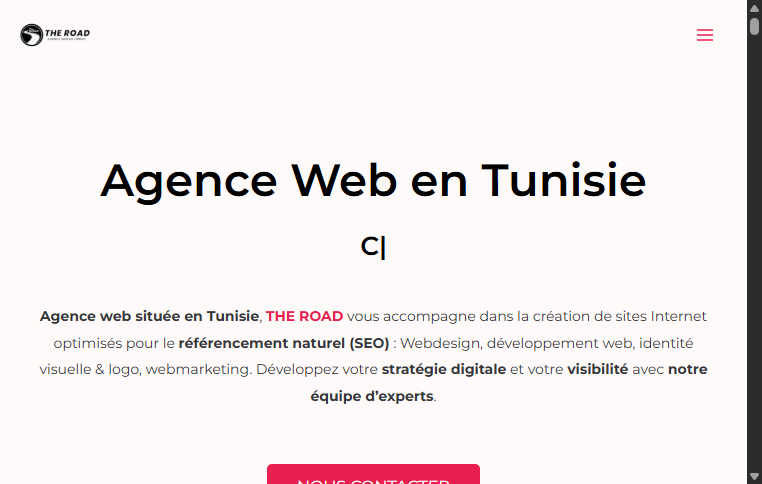 THE ROAD
Agence Web en Tunisie
C|
Agence web située en Tunisie, THE ROAD vous accompagne dans la création de sites Internet
optimisés pour le référencement naturel (SEO) : Webdesign, développement web, identité
visuelle & logo, webmarketing. Développez votre stratégie digitale et votre visibilité avec notre
équipe d’experts.
NOUS CONTACTER